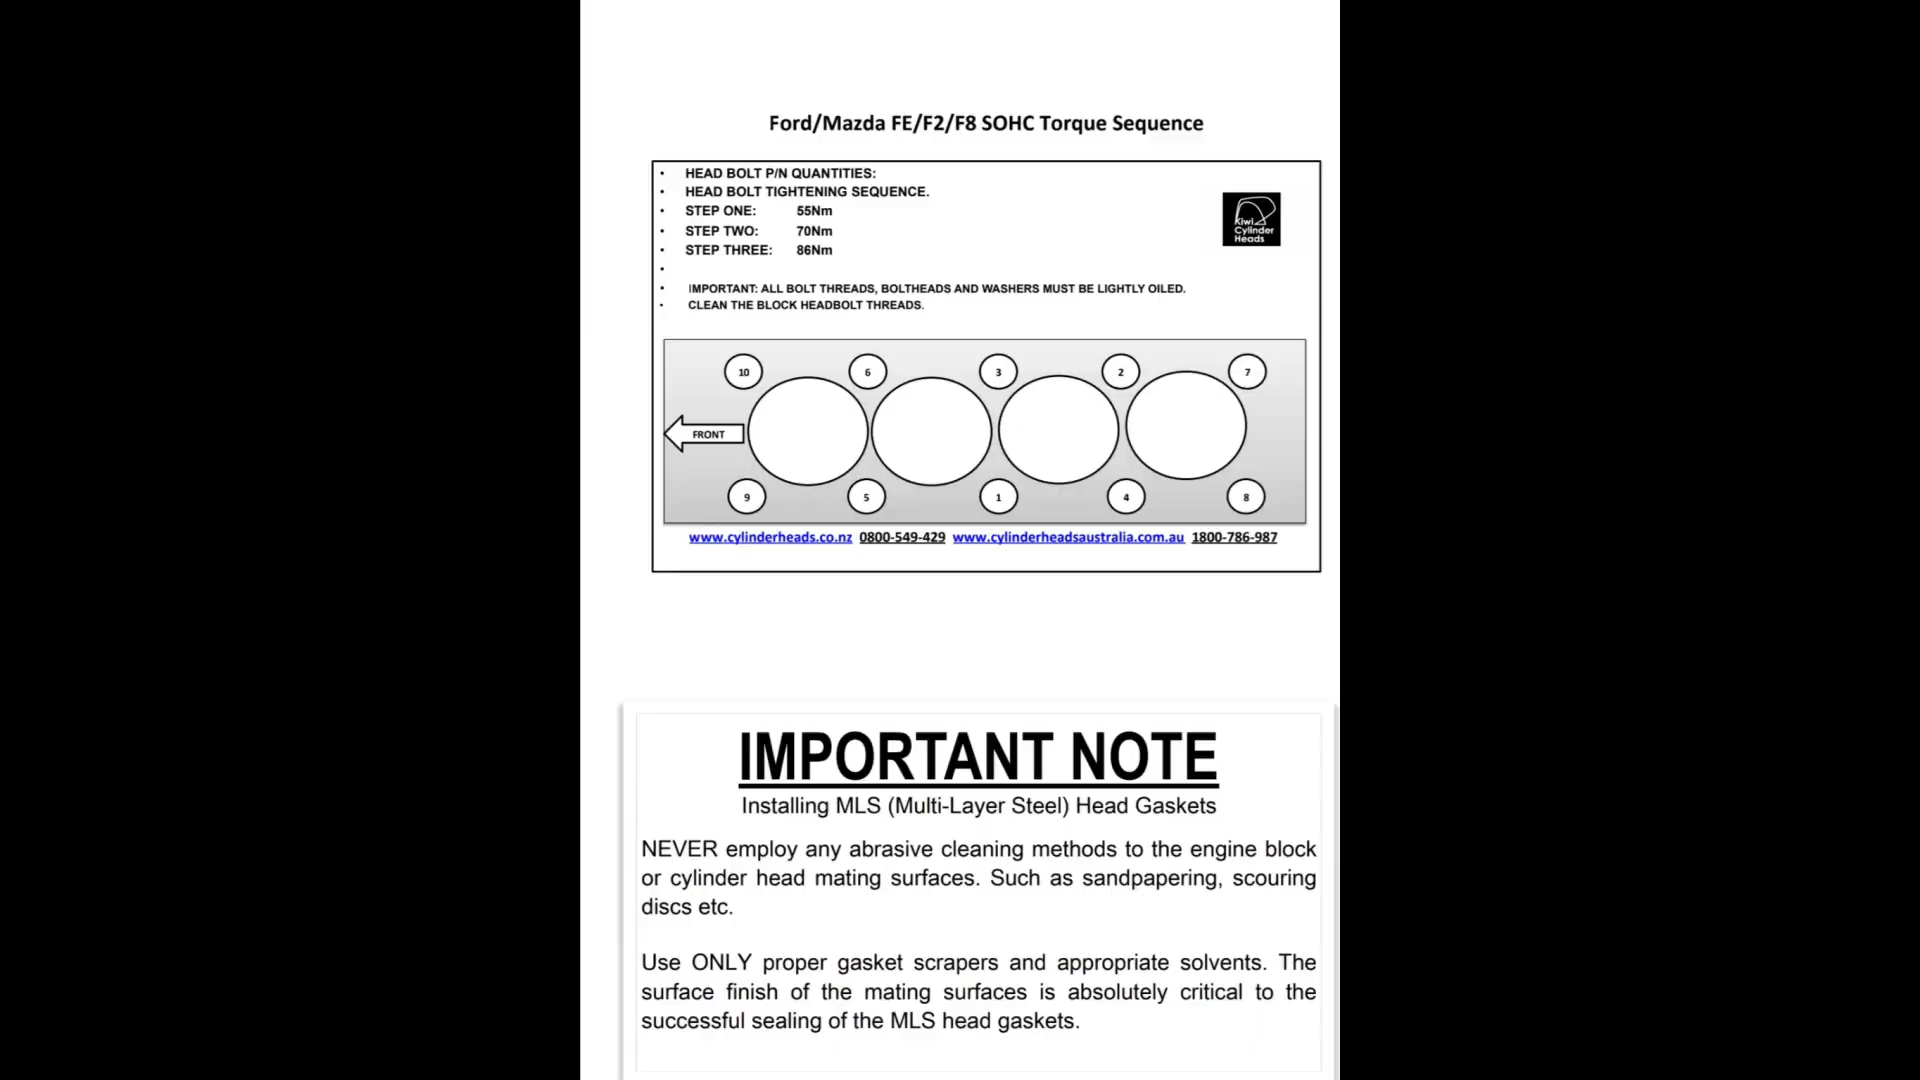 Ford/Mazda FE/F2/F8 SOHC Torque Sequence
• HEAD BOLT P/N QUANTITIES:
• HEAD BOLT TIGHTENING SEQUENCE.
• STEP ONE: 55Nm
• STEP TWO: 70Nm
• STEP THREE: 86Nm
•
• IMPORTANT: ALL BOLT THREADS, BOLTHEADS AND WASHERS MUST BE LIGHTLY OILED.
• CLEAN THE BLOCK HEADBOLT THREADS.
Kiwi
Cylinder
Heads
10 6 3 2 7
FRONT
9 5 1 4 8
www.cylinderheads.co.nz 0800-549-429 www.cylinderheadsaustralia.com.au 1800-786-987
IMPORTANT NOTE
Installing MLS (Multi-Layer Steel) Head Gaskets
NEVER employ any abrasive cleaning methods to the engine block
or cylinder head mating surfaces. Such as sandpapering, scouring
discs etc.
Use ONLY proper gasket scrapers and appropriate solvents. The
surface finish of the mating surfaces is absolutely critical to the
successful sealing of the MLS head gaskets.